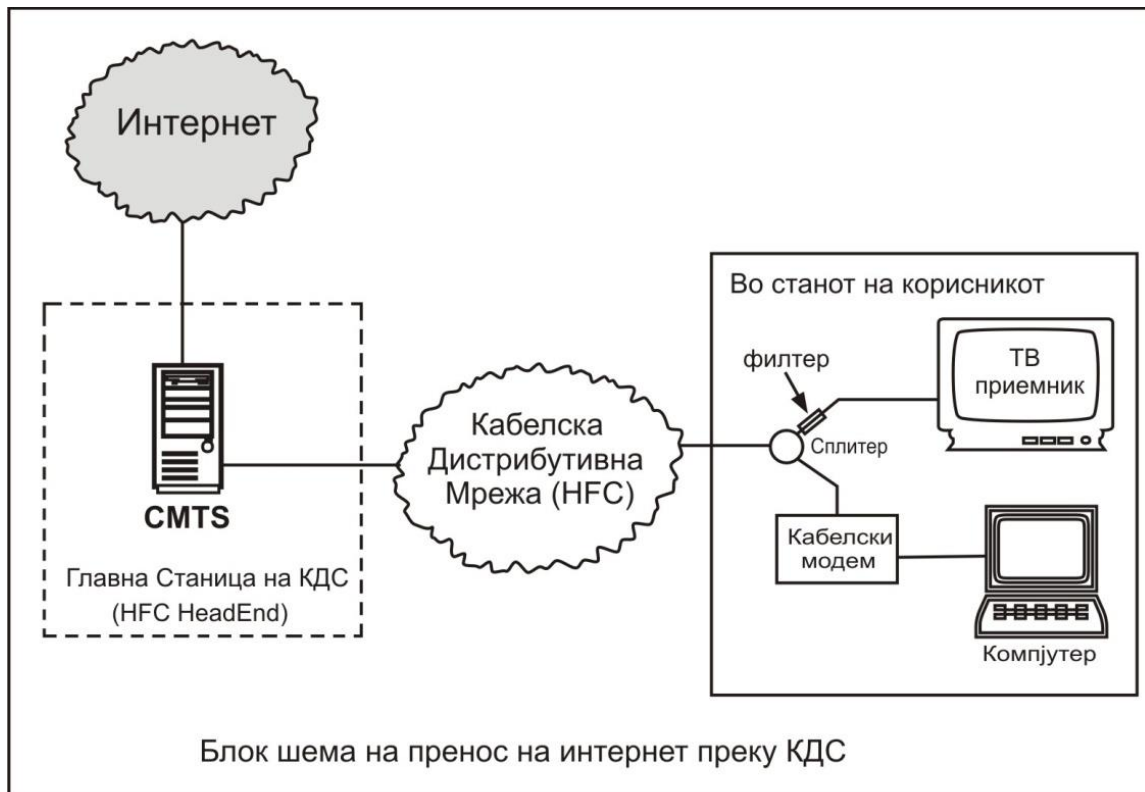 Интернет
CMTS
Главна Станица на КДС
(HFC HeadEnd)
Кабелска
Дистрибутивна
Мрежа (HFC)
Во станот на корисникот
филтер
Сплитер
ТВ
приемник
Кабелски
модем
Компјутер
Блок шема на пренос на интернет преку КДС